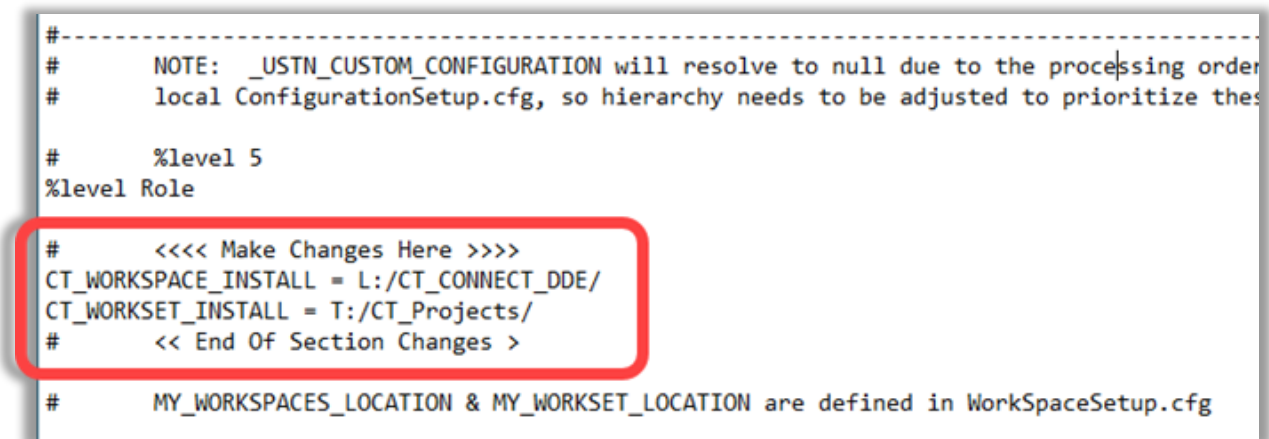 #-----------------------------------------------------------------------------------------
# NOTE: _USTN_CUSTOM_CONFIGURATION will resolve to null due to the processing order
# local ConfigurationSetup.cfg, so hierarchy needs to be adjusted to prioritize
# %level 5
%level Role
# <<<< Make Changes Here >>>>
CT_WORKSPACE_INSTALL = L:/CT_CONNECT_DDE/
CT_WORKSET_INSTALL = T:/CT_Projects/
# << End Of Section Changes >
# MY_WORKSPACES_LOCATION & MY_WORKSET_LOCATION are defined in WorkSpaceSetup.cfg